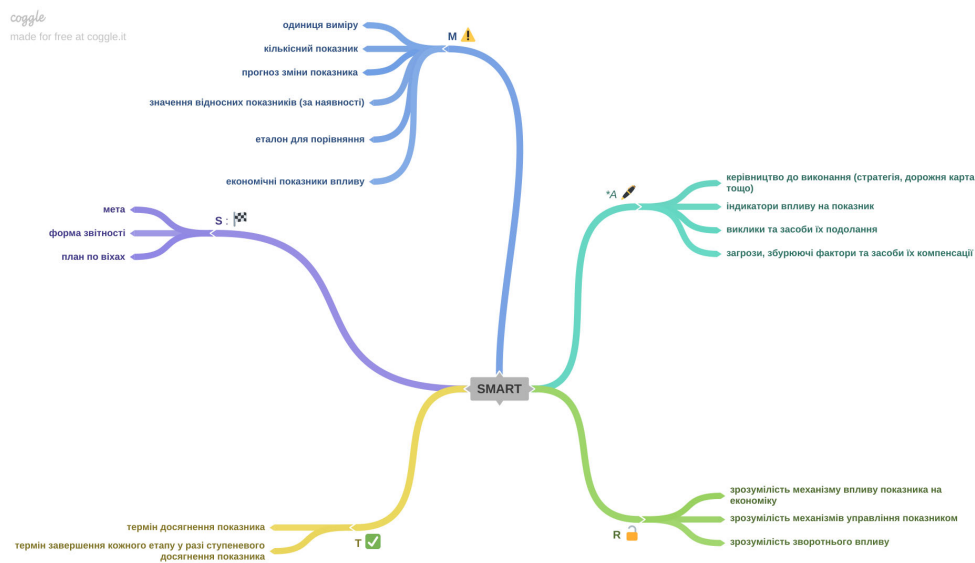 coggle
made for free at coggle.it
M ⚠️
одиниця виміру
кількісний показник
прогноз зміни показника
значення відносних показників (за наявності)
еталон для порівняння
економічні показники впливу
S : 🏁
мета
форма звітності
план по віхах
*A 🖋
керівництво до виконання (стратегія, дорожня карта
тощо)
індикатори впливу на показник
виклики та засоби їх подолання
загрози, збурюючі фактори та засоби їх компенсації
SMART
термін досягнення показника
T ✅
термін завершення кожного етапу у разі ступеневого
досягнення показника
R 🔓
зрозумілість механізму впливу показника на
економіку
зрозумілість механізмів управління показником
зрозумілість зворотнього впливу